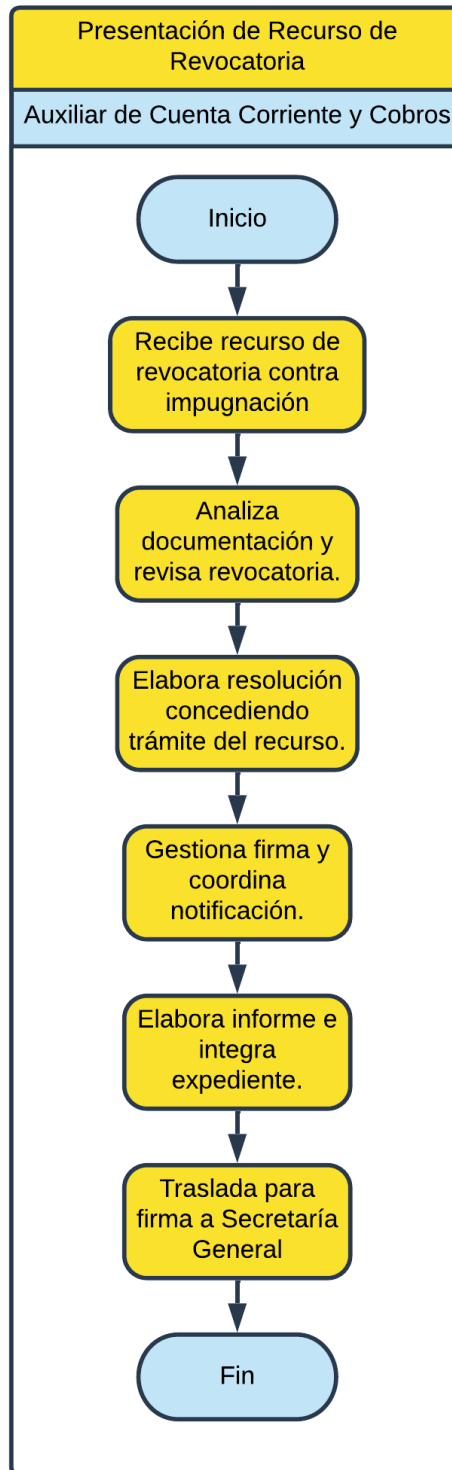 Presentación de Recurso de
Revocatoria
Auxiliar de Cuenta Corriente y Cobros
Inicio
Recibe recurso de
revocatoria contra
impugnación
Analiza
documentación y
revisa revocatoria.
Elabora resolución
concediendo
trámite del recurso.
Gestiona firma y
coordina
notificación.
Elabora informe e
integra
expediente.
Traslada para
firma a Secretaría
General
Fin